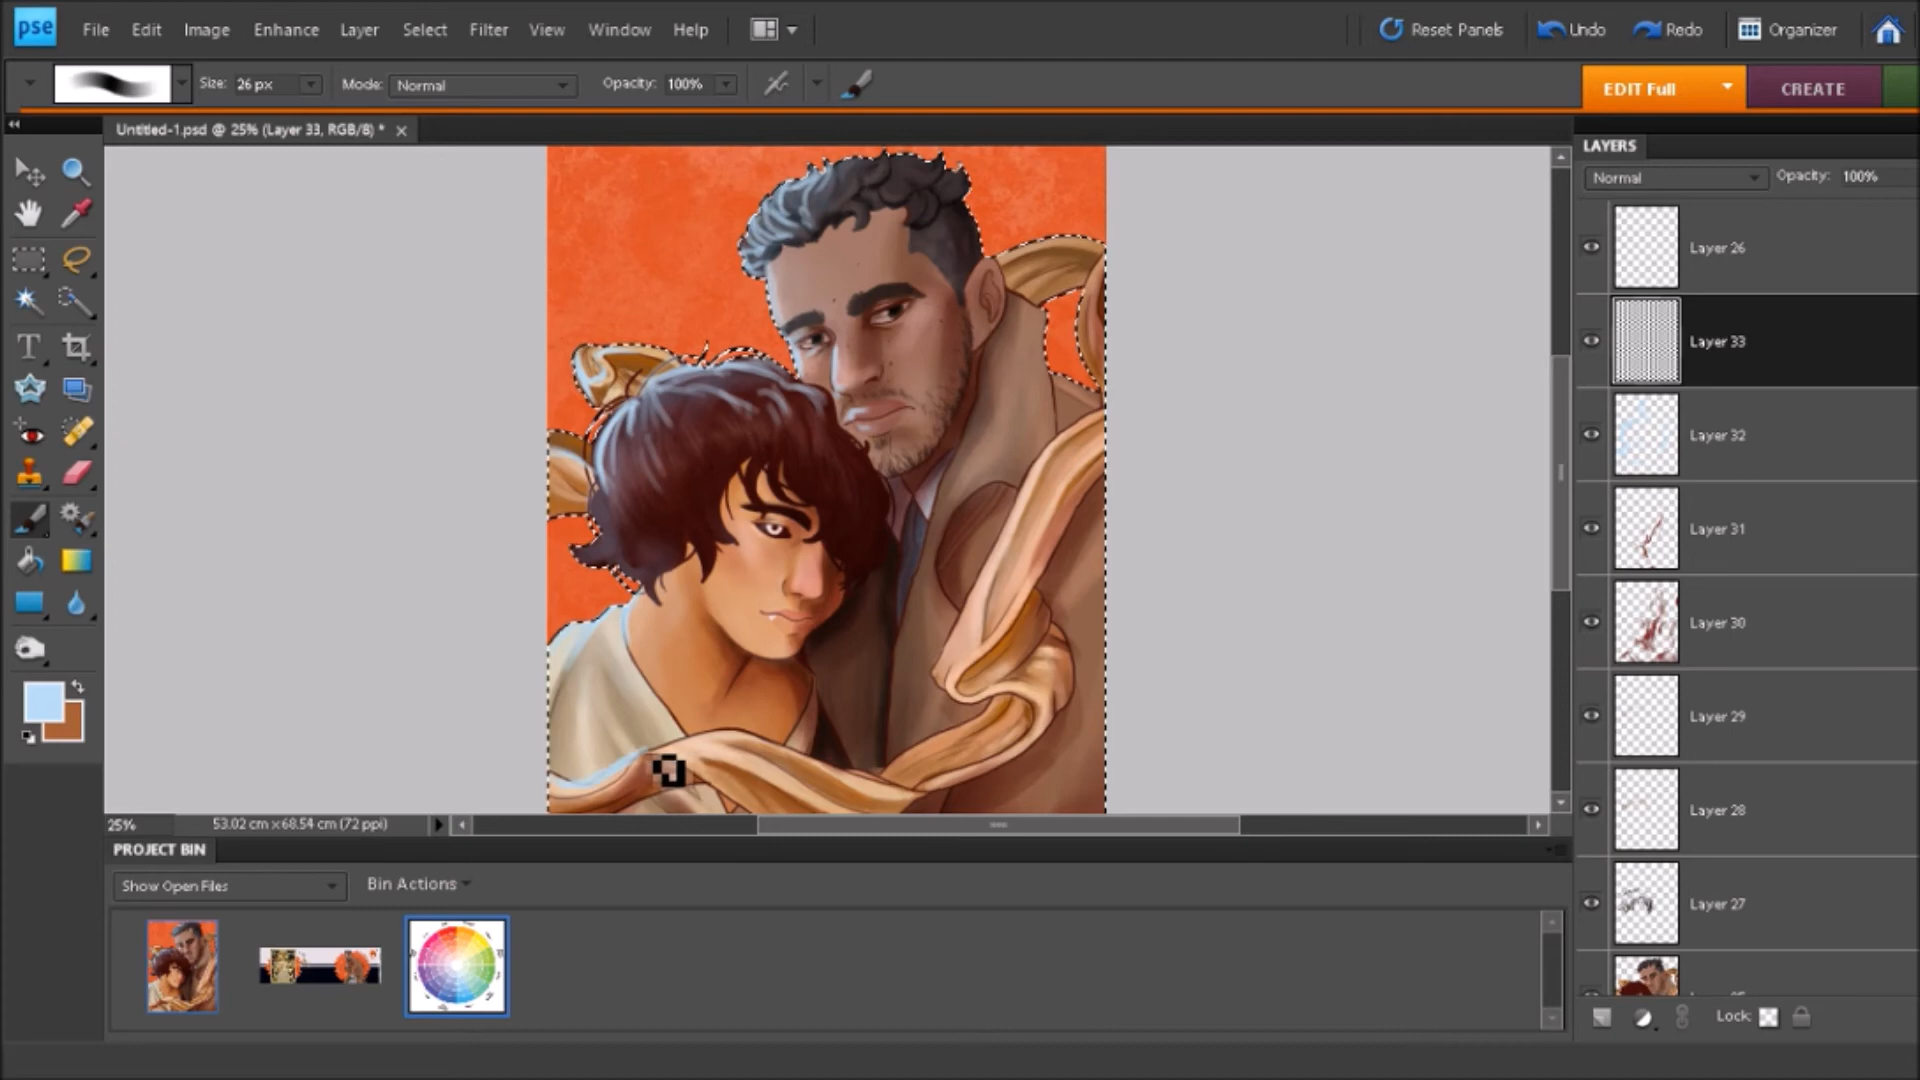 pse File Edit Image Enhance Layer Select Filter View Window Help Reset Panels Undo Redo Organizer
Size: 26 px Mode: Normal Opacity: 100% EDIT Full CREATE
Untitled-1.psd @ 25% (Layer 33, RGB/8) *
LAYERS
Normal Opacity: 100%
Layer 26
Layer 33
Layer 32
Layer 31
Layer 30
Layer 29
Layer 28
Layer 27
Lock:
25% 53.02 cm x 68.54 cm (72 ppi)
PROJECT BIN
Show Open Files Bin Actions